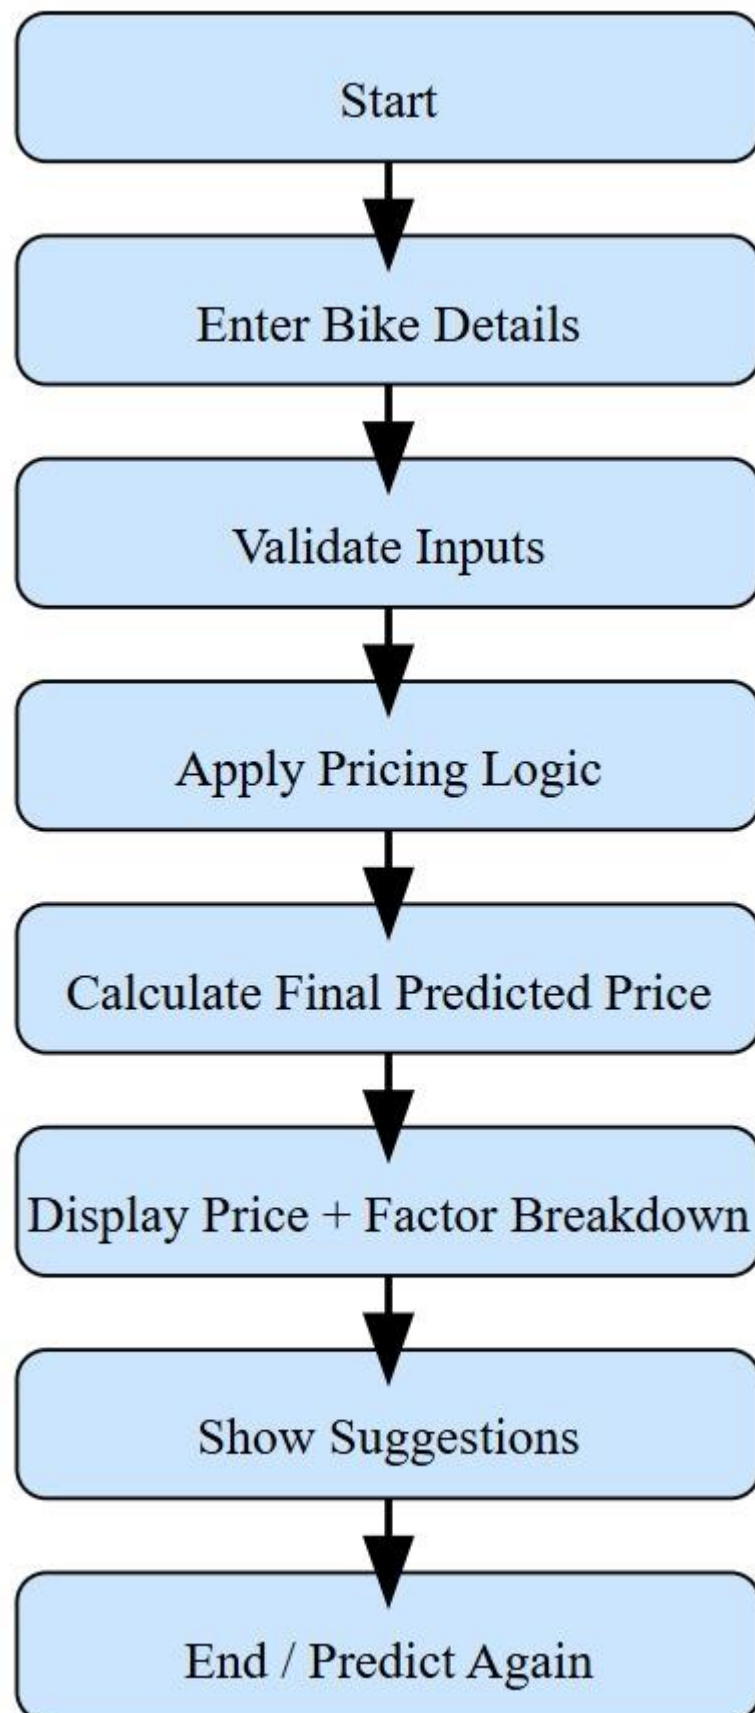 Start
Enter Bike Details
Validate Inputs
Apply Pricing Logic
Calculate Final Predicted Price
Display Price + Factor Breakdown
Show Suggestions
End / Predict Again